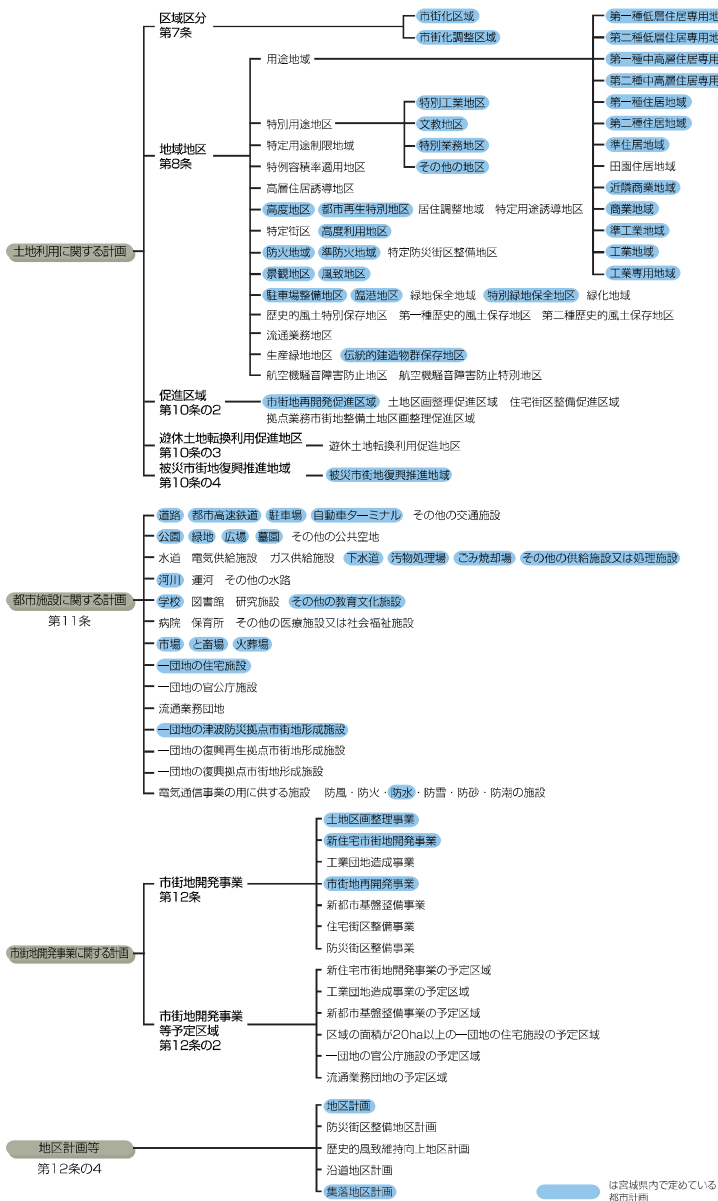 土地利用に関する計画
区域区分
第7条
市街化区域
市街化調整区域
地域地区
第8条
用途地域
第一種低層住居専用地
第二種低層住居専用地
第一種中高層住居専用
第二種中高層住居専用
第一種住居地域
第二種住居地域
準住居地域
田園住居地域
近隣商業地域
商業地域
準工業地域
工業地域
工業専用地域
特別用途地区
特別工業地区
文教地区
特別業務地区
その他の地区
特定用途制限地域
特例容積率適用地区
高層住居誘導地区
高度地区 都市再生特別地区 居住調整地域 特定用途誘導地区
特定街区 高度利用地区
防火地域 準防火地域 特定防災街区整備地区
景観地区 風致地区
駐車場整備地区 臨港地区 緑地保全地域 特別緑地保全地区 緑化地域
歴史的風土特別保存地区 第一種歴史的風土保存地区 第二種歴史的風土保存地区
流通業務地区
生産緑地地区 伝統的建造物群保存地区
航空機騒音障害防止地区 航空機騒音障害防止特別地区
促進区域
第10条の2
市街地再開発促進区域 土地区画整理促進区域 住宅街区整備促進区域
拠点業務市街地整備土地区画整理促進区域
遊休土地転換利用促進地区
第10条の3
遊休土地転換利用促進地区
被災市街地復興推進地域
第10条の4
被災市街地復興推進地域
都市施設に関する計画
第11条
道路 都市高速鉄道 駐車場 自動車ターミナル その他の交通施設
公園 緑地 広場 墓園 その他の公共空地
水道 電気供給施設 ガス供給施設 下水道 汚物処理場 ごみ焼却場 その他の供給施設又は処理施設
河川 運河 その他の水路
学校 図書館 研究施設 その他の教育文化施設
病院 保育所 その他の医療施設又は社会福祉施設
市場 と畜場 火葬場
一団地の住宅施設
一団地の官公庁施設
流通業務団地
一団地の津波防災拠点市街地形成施設
一団地の復興再生拠点市街地形成施設
一団地の復興拠点市街地形成施設
電気通信事業の用に供する施設 防風・防火・防水・防雪・防砂・防潮の施設
市街地開発事業に関する計画
市街地開発事業
第12条
土地区画整理事業
新住宅市街地開発事業
工業団地造成事業
市街地再開発事業
新都市基盤整備事業
住宅街区整備事業
防災街区整備事業
市街地開発事業
等予定区域
第12条の2
新住宅市街地開発事業の予定区域
工業団地造成事業の予定区域
新都市基盤整備事業の予定区域
区域の面積が20ha以上の一団地の住宅施設の予定区域
一団地の官公庁施設の予定区域
流通業務団地の予定区域
地区計画等
第12条の4
地区計画
防災街区整備地区計画
歴史的風致維持向上地区計画
沿道地区計画
集落地区計画
は宮城県内で定めている
都市計画